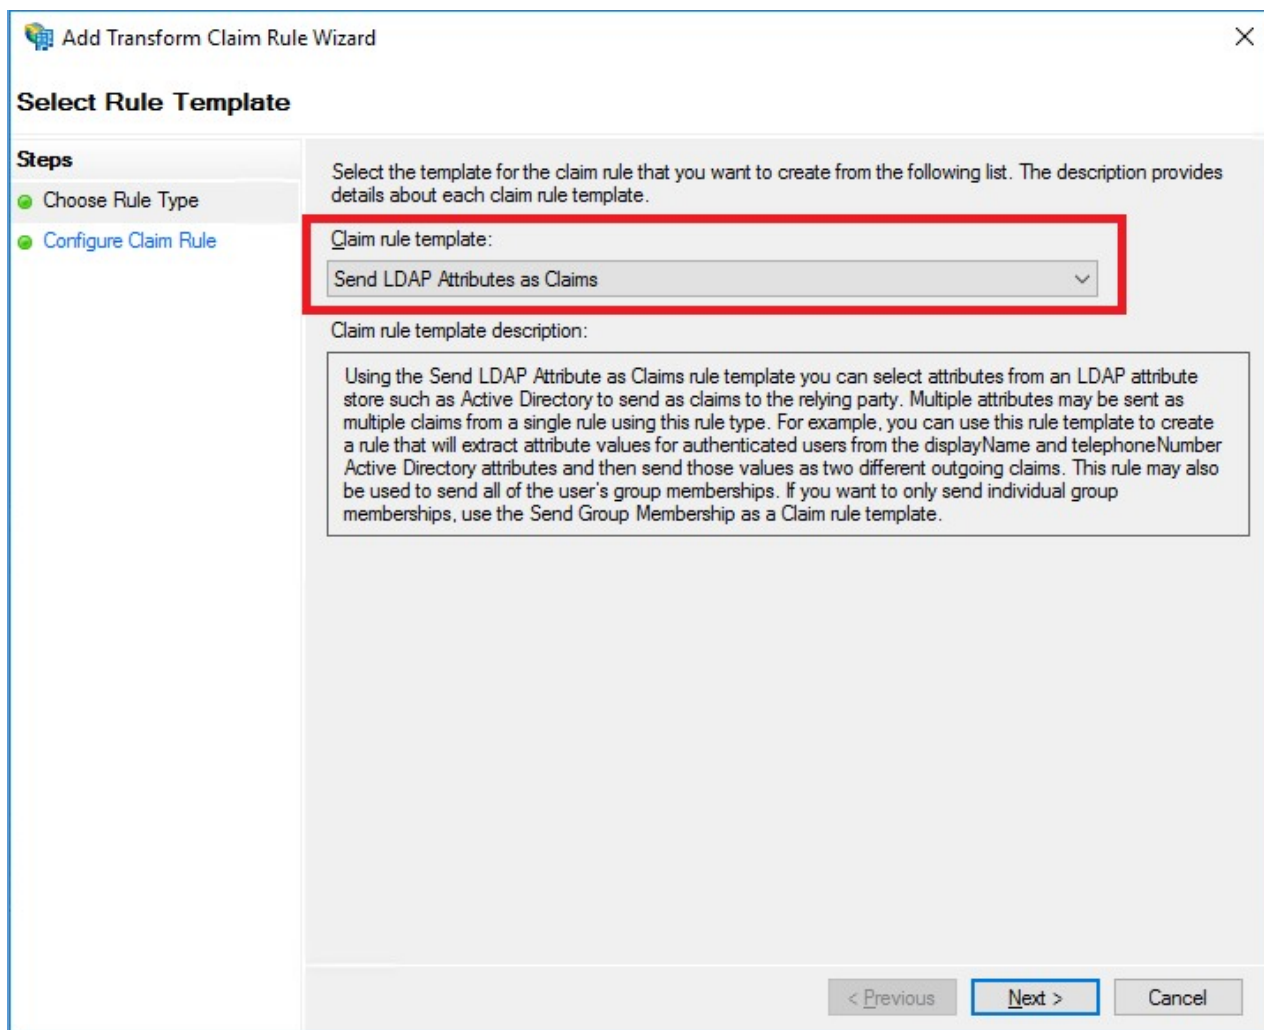 Add Transform Claim Rule Wizard
Select Rule Template
Steps
Choose Rule Type
Configure Claim Rule
Select the template for the claim rule that you want to create from the following list. The description provides
details about each claim rule template.
Claim rule template:
Send LDAP Attributes as Claims
Claim rule template description:
Using the Send LDAP Attribute as Claims rule template you can select attributes from an LDAP attribute
store such as Active Directory to send as claims to the relying party. Multiple attributes may be sent as
multiple claims from a single rule using this rule type. For example, you can use this rule template to create
a rule that will extract attribute values for authenticated users from the displayName and telephoneNumber
Active Directory attributes and then send those values as two different outgoing claims. This rule may also
be used to send all of the user's group memberships. If you want to only send individual group
memberships, use the Send Group Membership as a Claim rule template.
< Previous
Next >
Cancel